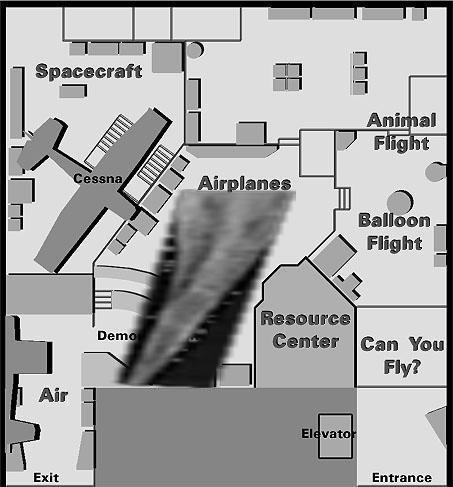 Spacecraft
Animal
Flight
Cessna
Airplanes
Balloon
Flight
Demo
Resource
Center
Can You
Fly?
Air
Elevator
Exit
Entrance